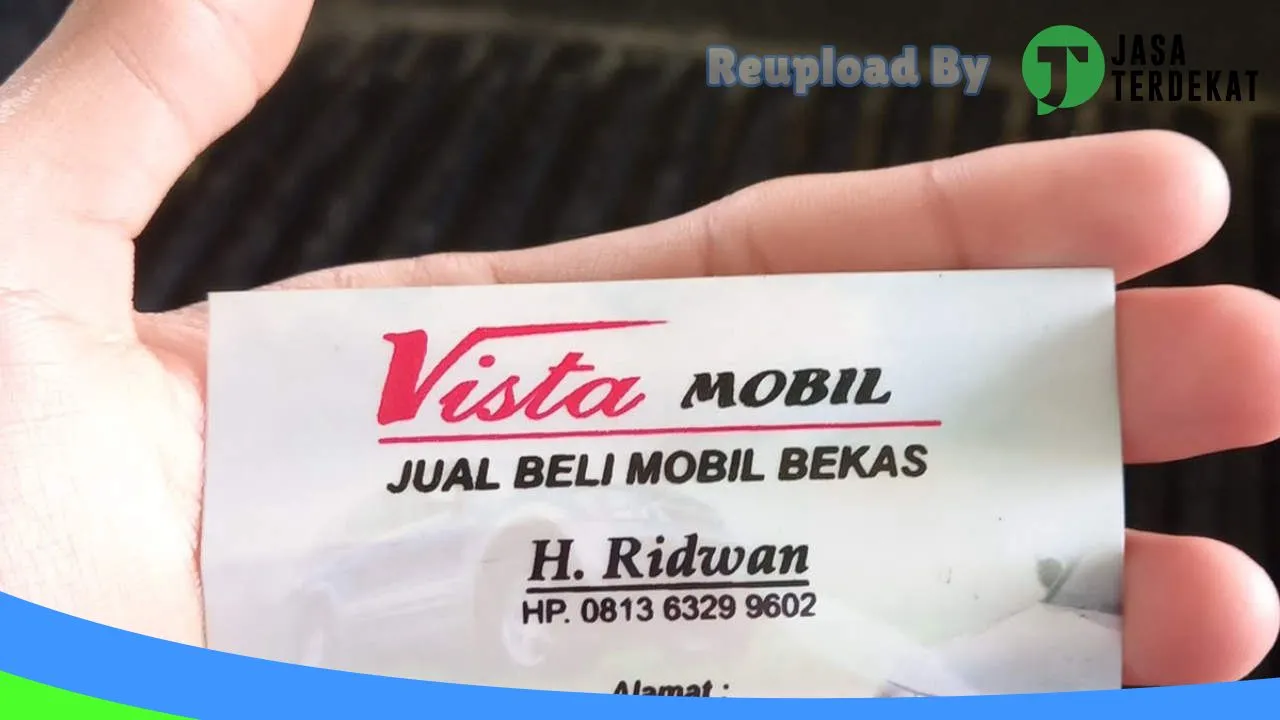 Reupload By
JASA
TERDEKAT
Vista MOBIL
JUAL BELI MOBIL BEKAS
H. Ridwan
HP. 0813 6329 9602
Alamat :